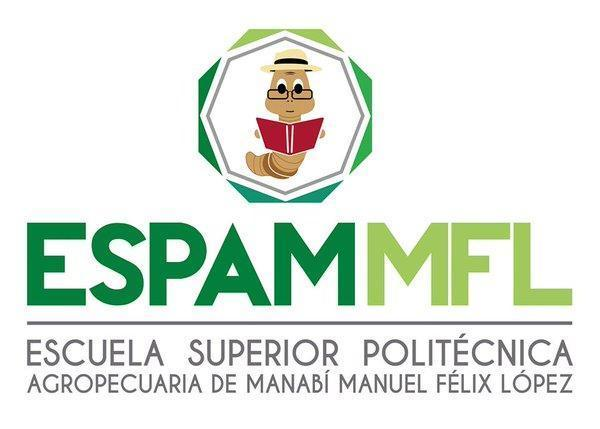 ESPAMMFL
ESCUELA SUPERIOR POLITÉCNICA
AGROPECUARIA DE MANABÍ MANUEL FÉLIX LÓPEZ